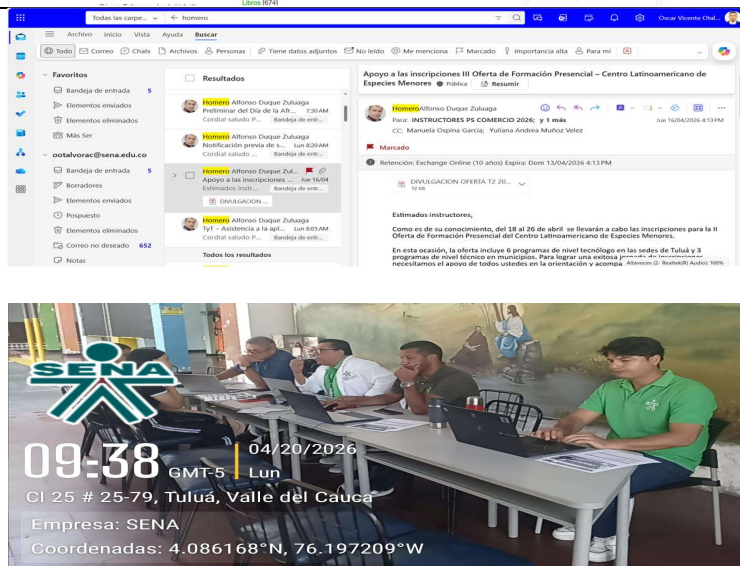 Libros [674]
Todas las carpe...
homero
Oscar Vicente Otal...
Archivo Inicio Vista Ayuda Buscar
Todo Correo Chats Archivos Personas Tiene datos adjuntos No leído Me menciona Marcado Importancia alta Para mí
Favoritos
Bandeja de entrada 5
Elementos enviados
Elementos eliminados
Más Ser
ootalvorac@sena.edu.co
Bandeja de entrada 5
Borradores
Elementos enviados
Pospuesto
Elementos eliminados
Correo no deseado 652
Notas
Resultados
Homero Alfonso Duque Zuluaga
Preliminar del Día de la Afr... 7:30 AM
Cordial saludo P... Bandeja de entr...
Homero Alfonso Duque Zuluaga
Notificación previa de s... Lun 8:20 AM
Cordial saludo ... Bandeja de entr...
Homero Alfonso Duque Zul...
Apoyo a las inscripciones ... Jue 16/04
Estimados instr... Bandeja de entr...
DIVULGACION ...
Homero Alfonso Duque Zuluaga
TyT – Asistencia a la apl... Lun 8:03 AM
Cordial saludo P... Bandeja de entr...
Todos los resultados
Apoyo a las inscripciones III Oferta de Formación Presencial – Centro Latinoamericano de
Especies Menores Pública Resumir
HomeroAlfonso Duque Zuluaga
Para: INSTRUCTORES PS COMERCIO 2026; y 1 más
Jue 16/04/2026 4:13 PM
CC: Manuela Ospina García; Yuliana Andrea Muñoz Velez
Marcado
Retención: Exchange Online (10 años) Expira: Dom 13/04/2036 4:13 PM
DIVULGACION OFERTA T2 20...
72 KB
Estimados instructores,
Como es de su conocimiento, del 18 al 26 de abril se llevarán a cabo las inscripciones para la II
Oferta de Formación Presencial del Centro Latinoamericano de Especies Menores.
En esta ocasión, la oferta incluye 6 programas de nivel tecnólogo en las sedes de Tuluá y 3
programas de nivel técnico en municipios. Para lograr una exitosa jornada de inscripciones
necesitamos el apoyo de todos ustedes en la orientación y acompa
Altavoces (2- Realtek(R) Audio): 100%
SENA
09:38 GMT-5
04/20/2026
Lun
Cl 25 # 25-79, Tuluá, Valle del Cauca
Empresa: SENA
Coordenadas: 4.086168°N, 76.197209°W